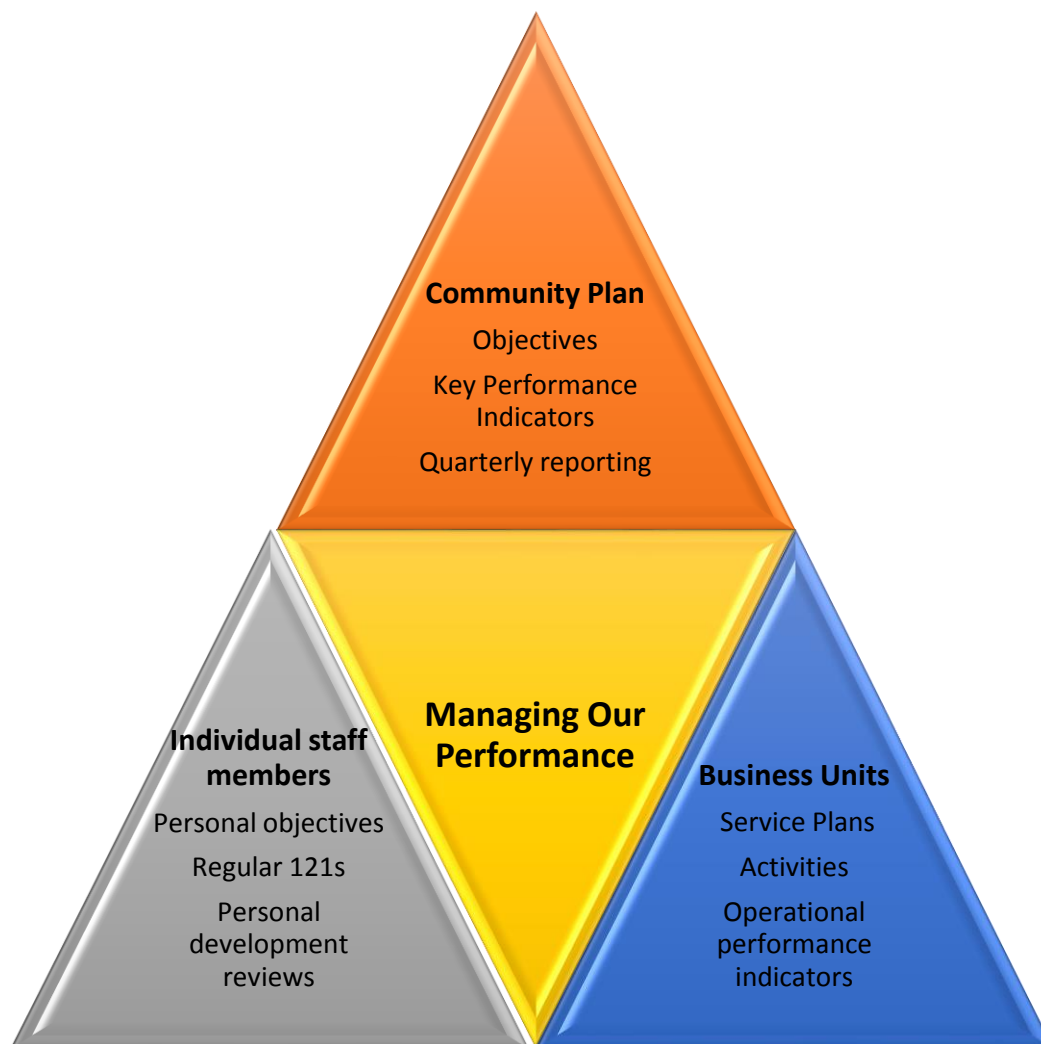 Community Plan
Objectives
Key Performance
Indicators
Quarterly reporting
Managing Our
Performance
Individual staff
members
Personal objectives
Regular 121s
Personal
development
reviews
Business Units
Service Plans
Activities
Operational
performance
indicators